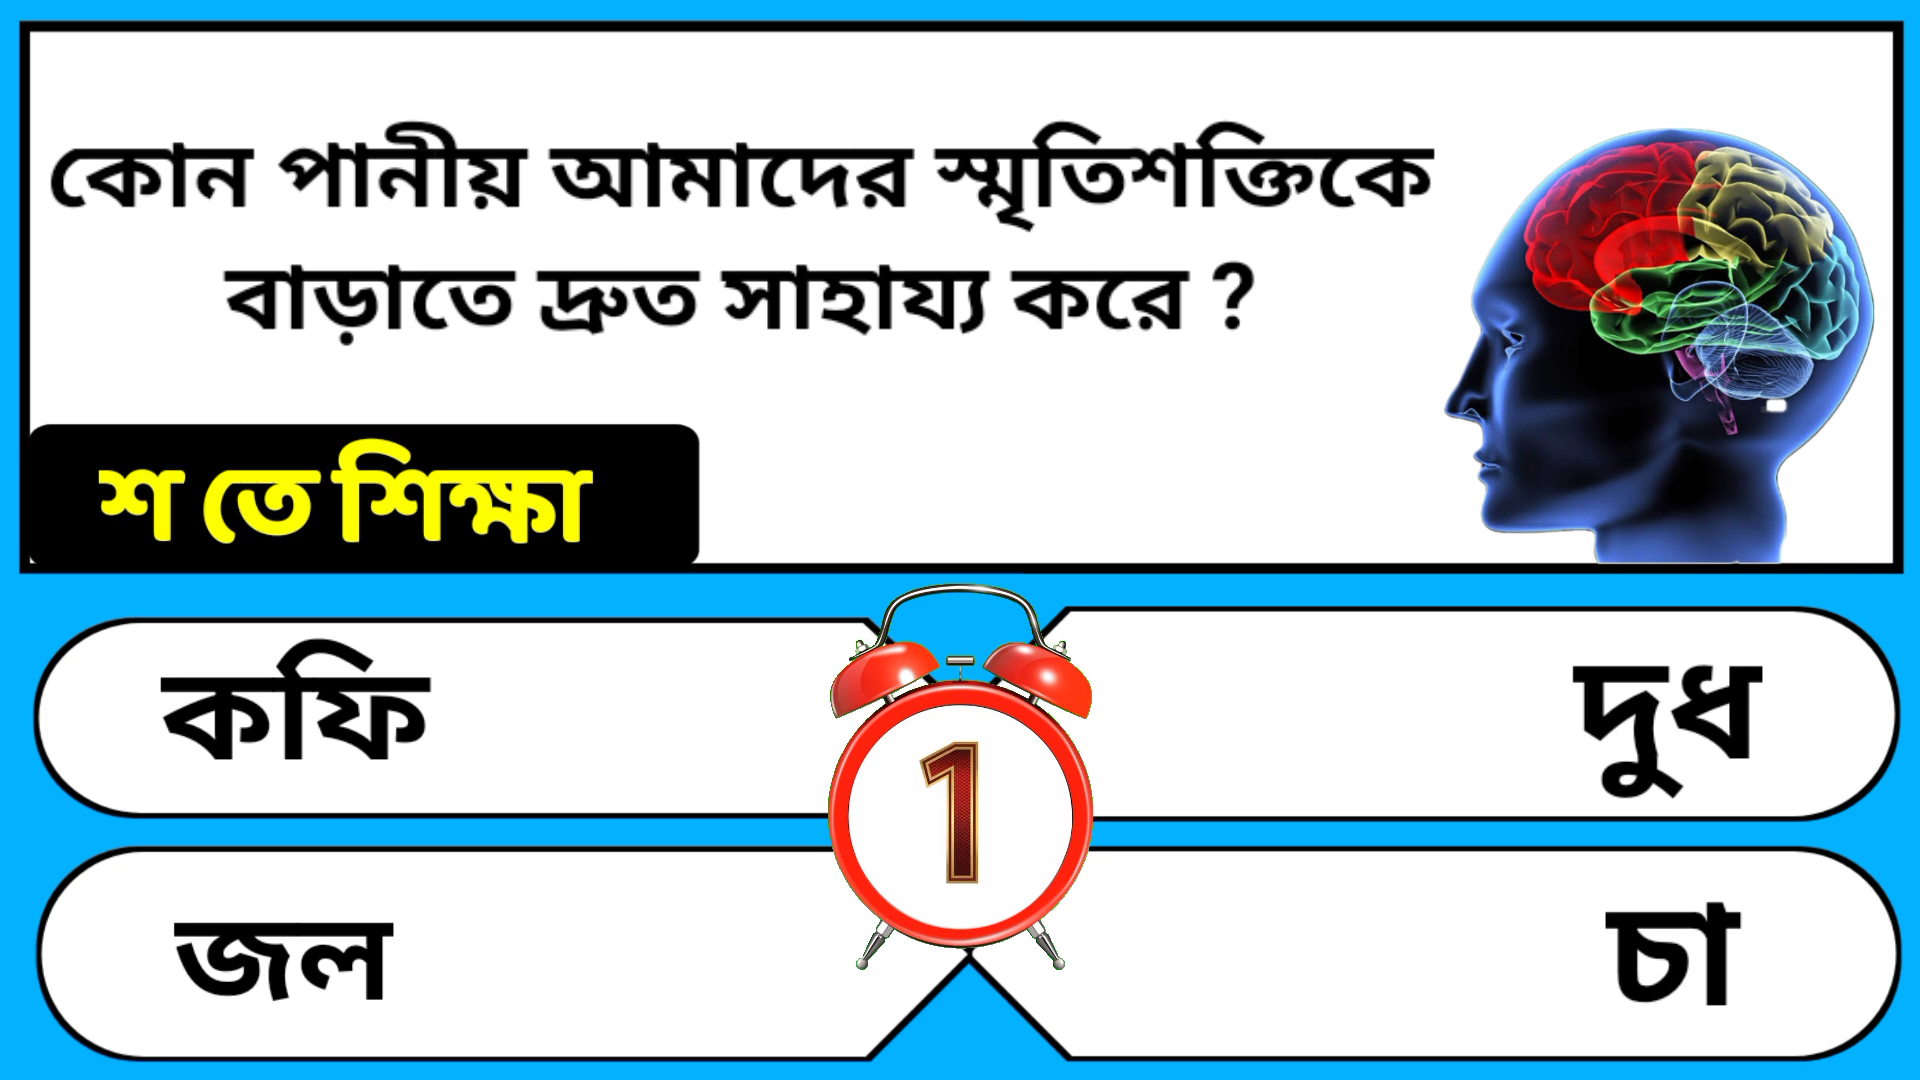 কোন পানীয় আমাদের স্মৃতিশক্তিকে
বাড়াতে দ্রুত সাহায্য করে ?
শ তে শিক্ষা
কফি
দুধ
1
জল
চা